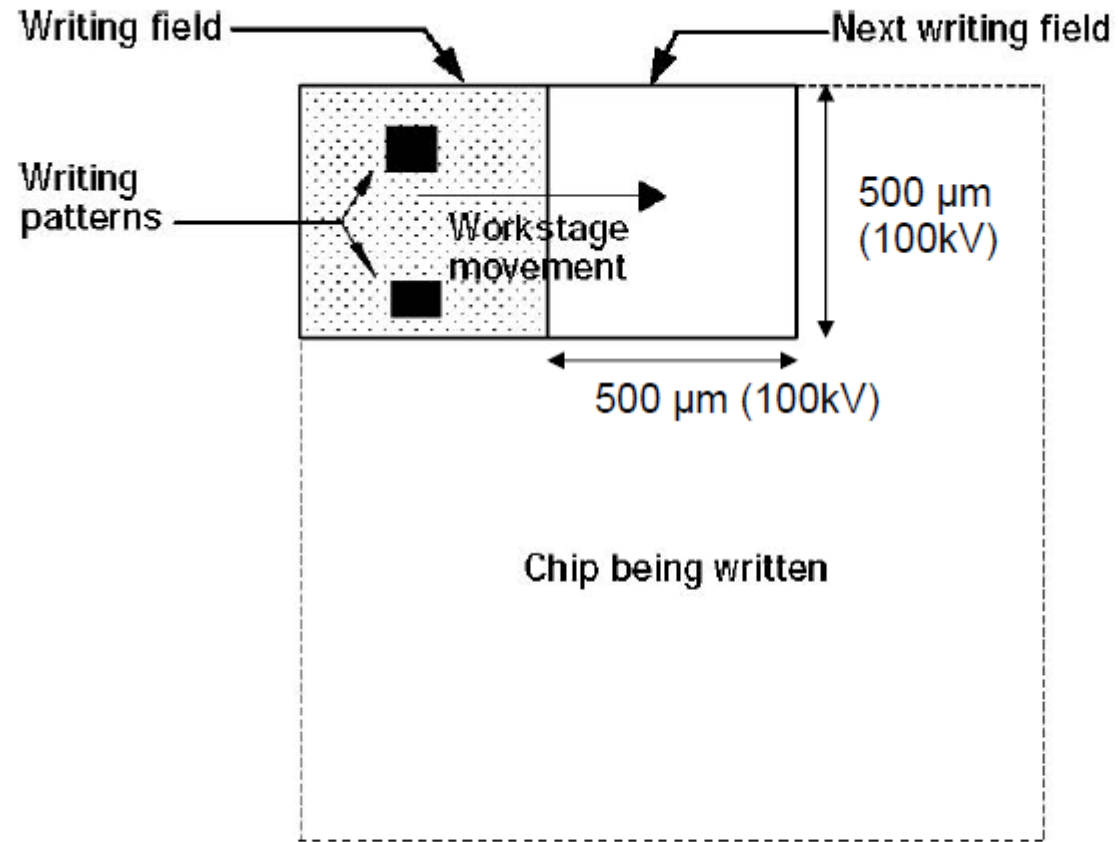 Writing field
Next writing field
Writing
patterns
Workstage
movement
500 μm
(100kV)
500 μm (100kV)
Chip being written